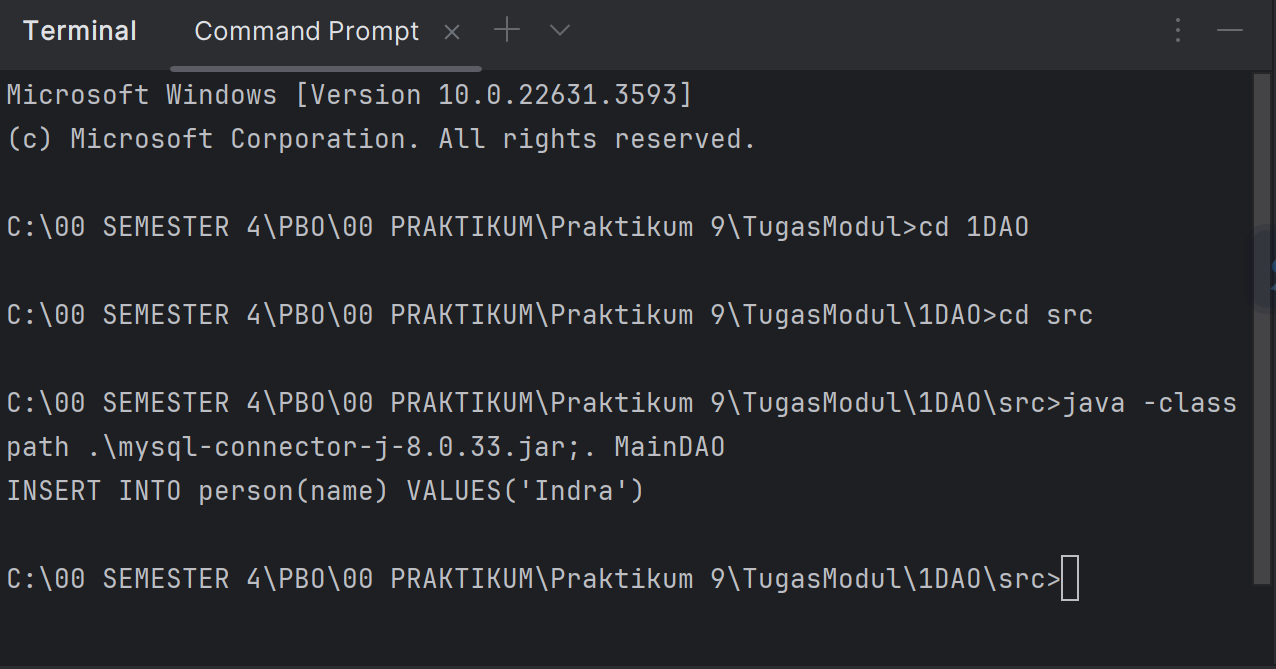 Terminal Command Prompt
Microsoft Windows [Version 10.0.22631.3593]
(c) Microsoft Corporation. All rights reserved.
C:\00 SEMESTER 4\PBO\00 PRAKTIKUM\Praktikum 9\TugasModul>cd 1DAO
C:\00 SEMESTER 4\PBO\00 PRAKTIKUM\Praktikum 9\TugasModul\1DAO>cd src
C:\00 SEMESTER 4\PBO\00 PRAKTIKUM\Praktikum 9\TugasModul\1DAO\src>java -class
path .\mysql-connector-j-8.0.33.jar;. MainDAO
INSERT INTO person(name) VALUES('Indra')
C:\00 SEMESTER 4\PBO\00 PRAKTIKUM\Praktikum 9\TugasModul\1DAO\src>